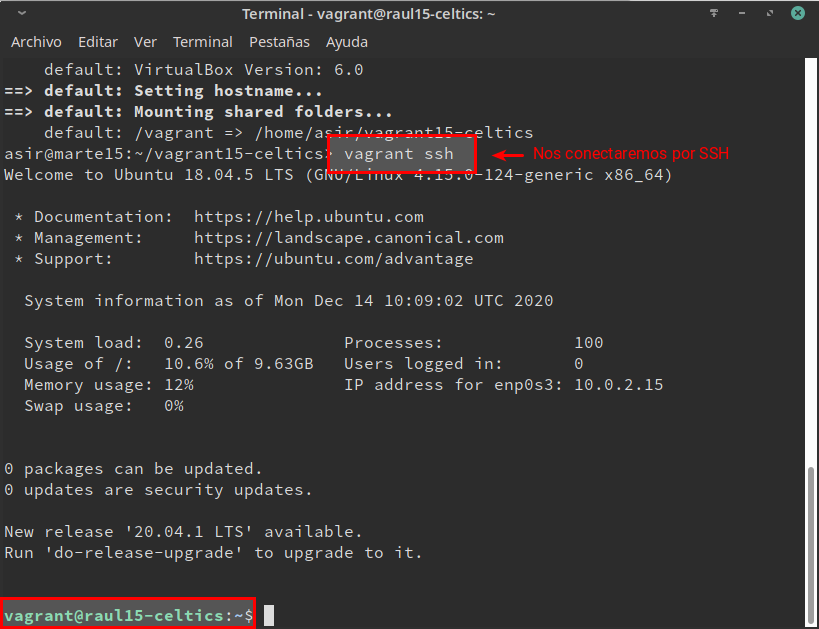 Terminal - vagrant@raul15-celtics: ~
Archivo Editar Ver Terminal Pestañas Ayuda
default: VirtualBox Version: 6.0
==> default: Setting hostname...
==> default: Mounting shared folders...
default: /vagrant => /home/asir/vagrant15-celtics
asir@marte15:~/vagrant15-celtics> vagrant ssh Nos conectaremos por SSH
Welcome to Ubuntu 18.04.5 LTS (GNU/Linux 4.15.0-124-generic x86_64)
* Documentation: https://help.ubuntu.com
* Management: https://landscape.canonical.com
* Support: https://ubuntu.com/advantage
System information as of Mon Dec 14 10:09:02 UTC 2020
System load: 0.26 Processes: 100
Usage of /: 10.6% of 9.63GB Users logged in: 0
Memory usage: 12% IP address for enp0s3: 10.0.2.15
Swap usage: 0%
0 packages can be updated.
0 updates are security updates.
New release '20.04.1 LTS' available.
Run 'do-release-upgrade' to upgrade to it.
vagrant@raul15-celtics:~$